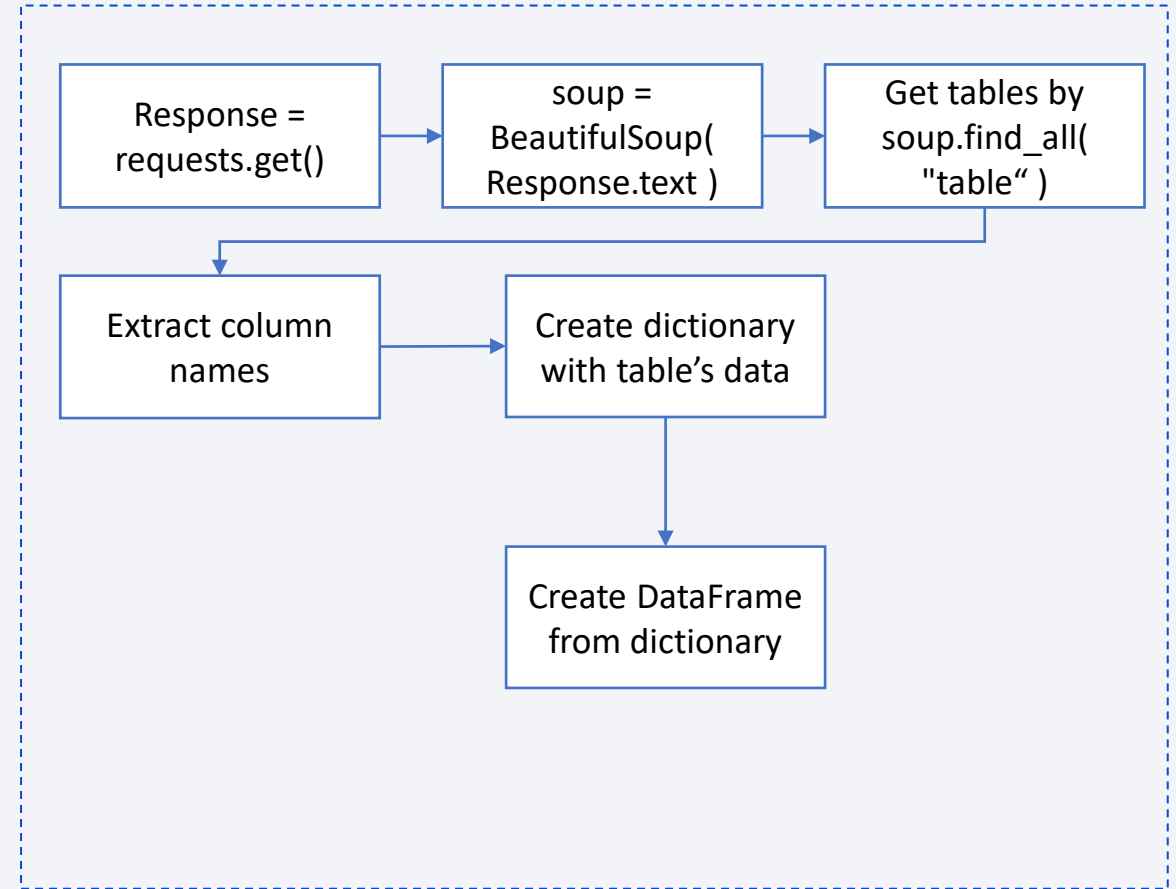 Response =
requests.get()
soup =
BeautifulSoup(
Response.text )
Get tables by
soup.find_all(
"table“ )
Extract column
names
Create dictionary
with table’s data
Create DataFrame
from dictionary